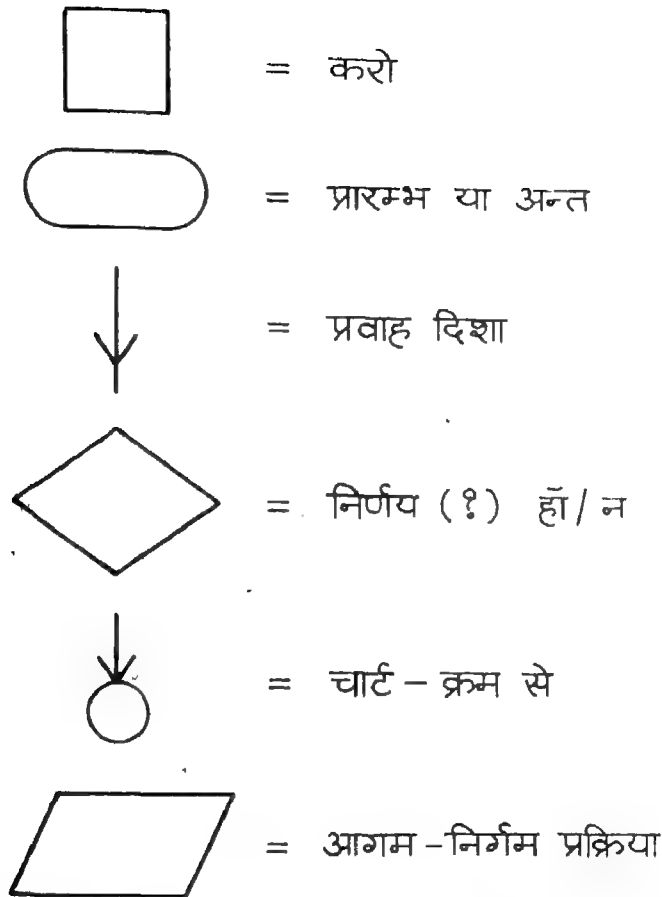 = करो
= प्रारम्भ या अन्त
= प्रवाह दिशा
= निर्णय (?) हाँ / न
= चार्ट - क्रम से
= आगम - निर्गम प्रक्रिया